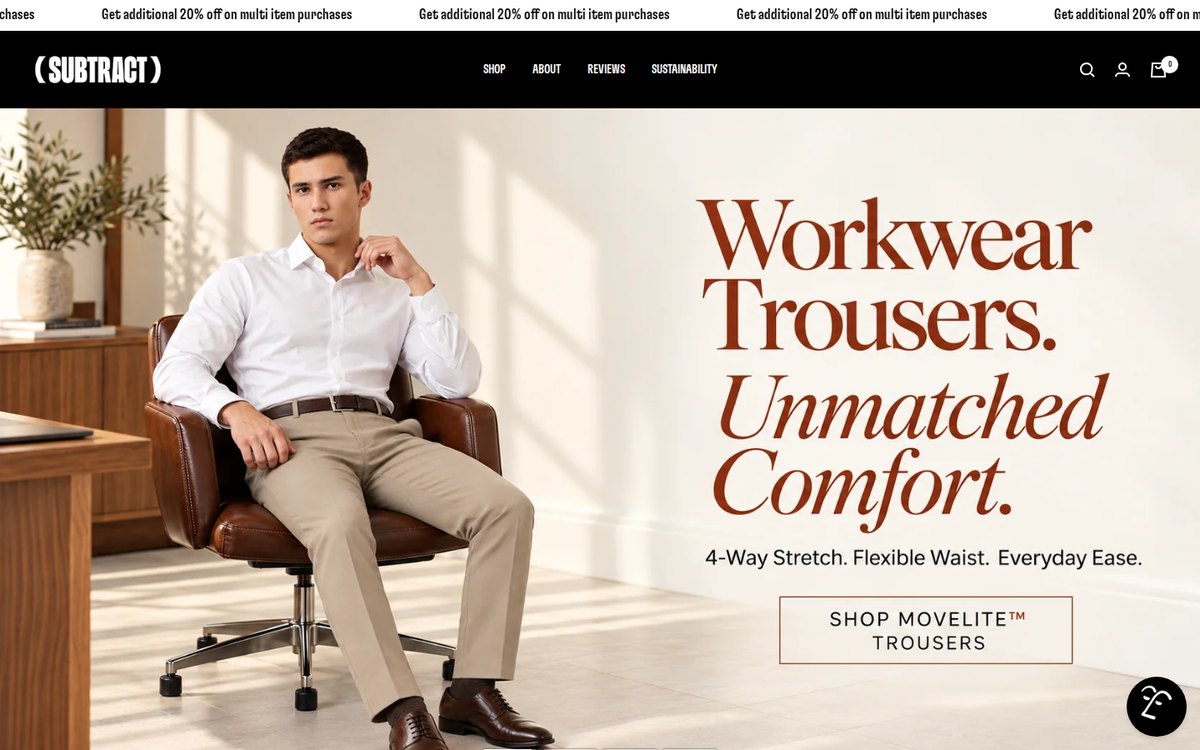 chases Get additional 20% off on multi item purchases Get additional 20% off on multi item purchases Get additional 20% off on multi item purchases Get additional 20% off on m
(SUBTRACT) SHOP ABOUT REVIEWS SUSTAINABILITY 0
Workwear
Trousers.
Unmatched
Comfort.
4-Way Stretch. Flexible Waist. Everyday Ease.
SHOP MOVELITE™
TROUSERS